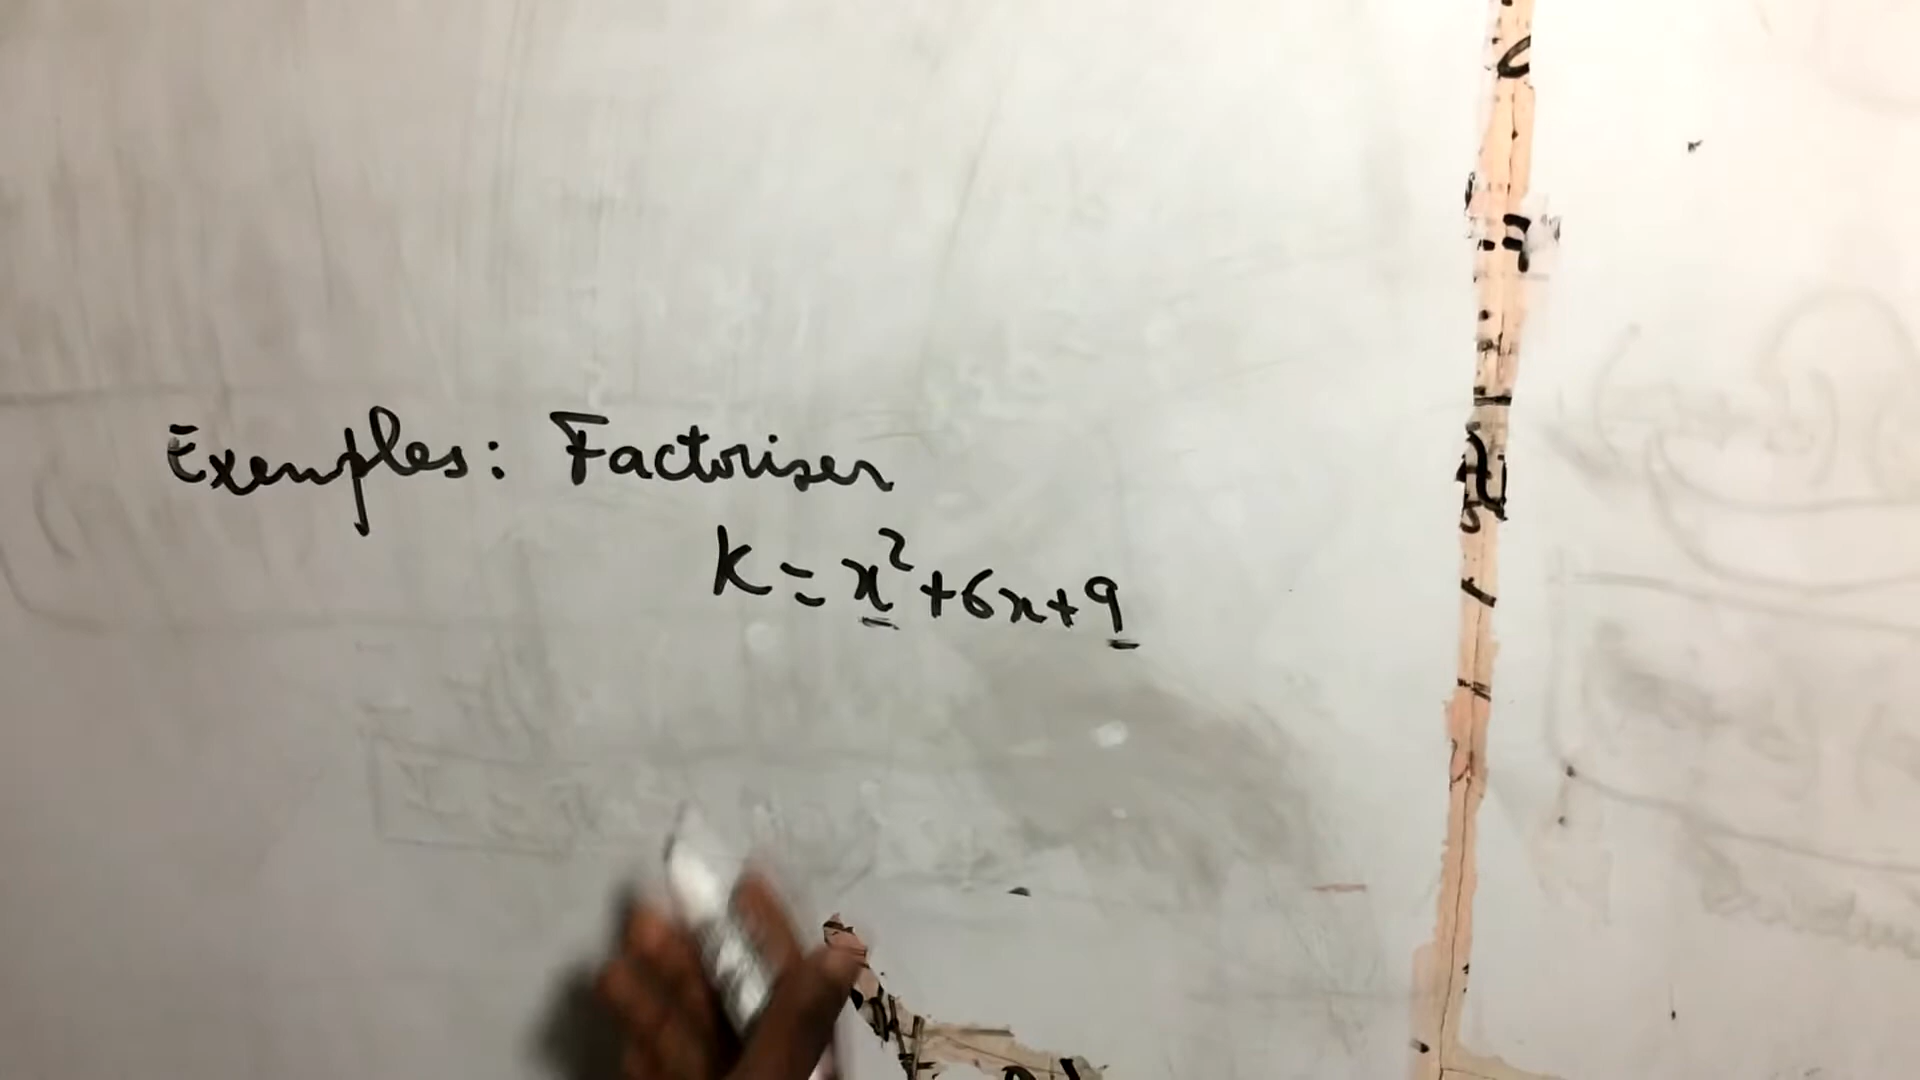 Exemples: Factoriser
K = x² + 6x + 9